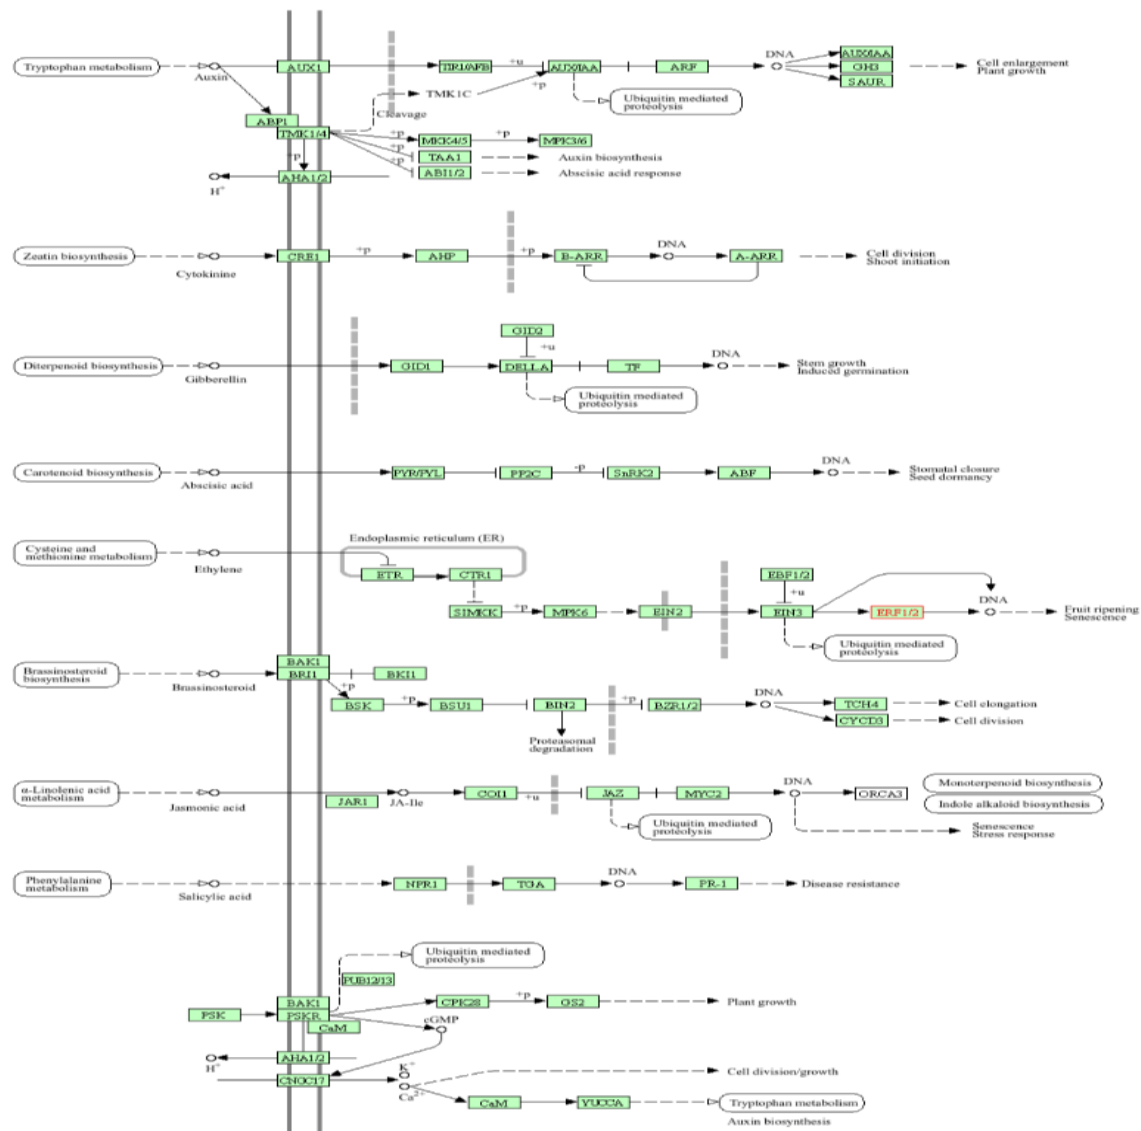 Tryptophan metabolism
Auxin
AUX1
TIR1/AFB
+u
AUX/IAA
ARF
DNA
AUX/IAA
GH3
SAUR
Cell enlargement
Plant growth
TMK1C
+p
Ubiquitin mediated
proteolysis
Cleavage
ABP1
TMK1/4
+p
MKK4/5
+p
MPK3/6
+p
TAA1
Auxin biosynthesis
+p
ABI1/2
Abscisic acid response
+p
AHA1/2
H+
Zeatin biosynthesis
Cytokinine
CRE1
+p
AHP
+p
B-ARR
DNA
A-ARR
Cell division
Shoot initiation
GID2
+u
Diterpenoid biosynthesis
Gibberellin
GID1
DELLA
TF
DNA
Stem growth
Induced germination
Ubiquitin mediated
proteolysis
Carotenoid biosynthesis
Abscisic acid
PYR/PYL
PP2C
-p
SnRK2
ABF
DNA
Stomatal closure
Seed dormancy
Endoplasmic reticulum (ER)
Cysteine and
methionine metabolism
Ethylene
ETR
CTR1
EBF1/2
+u
SIMKK
+p
MPK6
EIN2
EIN3
ERF1/2
DNA
Fruit ripening
Senescence
Ubiquitin mediated
proteolysis
Brassinosteroid
biosynthesis
Brassinosteroid
BAK1
BRI1
BKI1
+p
BSK
+p
BSU1
BIN2
+p
BZR1/2
DNA
TCH4
Cell elongation
CYCD3
Cell division
Proteasomal
degradation
α-Linolenic acid
metabolism
Jasmonic acid
JAR1
JA-Ile
COI1
+u
JAZ
MYC2
DNA
ORCA3
Monoterpenoid biosynthesis
Indole alkaloid biosynthesis
Ubiquitin mediated
proteolysis
Senescence
Stress response
Phenylalanine
metabolism
Salicylic acid
NPR1
TGA
DNA
PR-1
Disease resistance
Ubiquitin mediated
proteolysis
PUB12/13
BAK1
PSK
PSKR
CPK28
+p
GS2
Plant growth
CaM
cGMP
AHA1/2
H+
K+
CNGC17
Ca2+
Cell division/growth
CaM
YUCCA
Tryptophan metabolism
Auxin biosynthesis